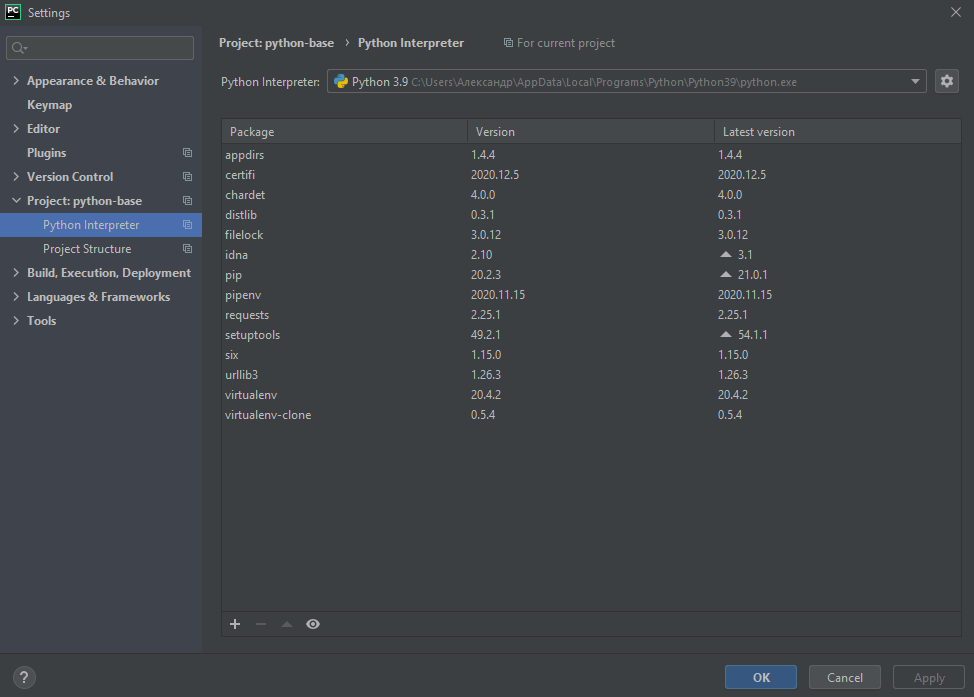 PC Settings
Project: python-base › Python Interpreter For current project
Appearance & Behavior
Keymap
Editor
Plugins
Version Control
Project: python-base
Python Interpreter
Project Structure
Build, Execution, Deployment
Languages & Frameworks
Tools
Python Interpreter: Python 3.9 C:\Users\Александр\AppData\Local\Programs\Python\Python39\python.exe
Package Version Latest version
appdirs 1.4.4 1.4.4
certifi 2020.12.5 2020.12.5
chardet 4.0.0 4.0.0
distlib 0.3.1 0.3.1
filelock 3.0.12 3.0.12
idna 2.10 3.1
pip 20.2.3 21.0.1
pipenv 2020.11.15 2020.11.15
requests 2.25.1 2.25.1
setuptools 49.2.1 54.1.1
six 1.15.0 1.15.0
urllib3 1.26.3 1.26.3
virtualenv 20.4.2 20.4.2
virtualenv-clone 0.5.4 0.5.4
? OK Cancel Apply